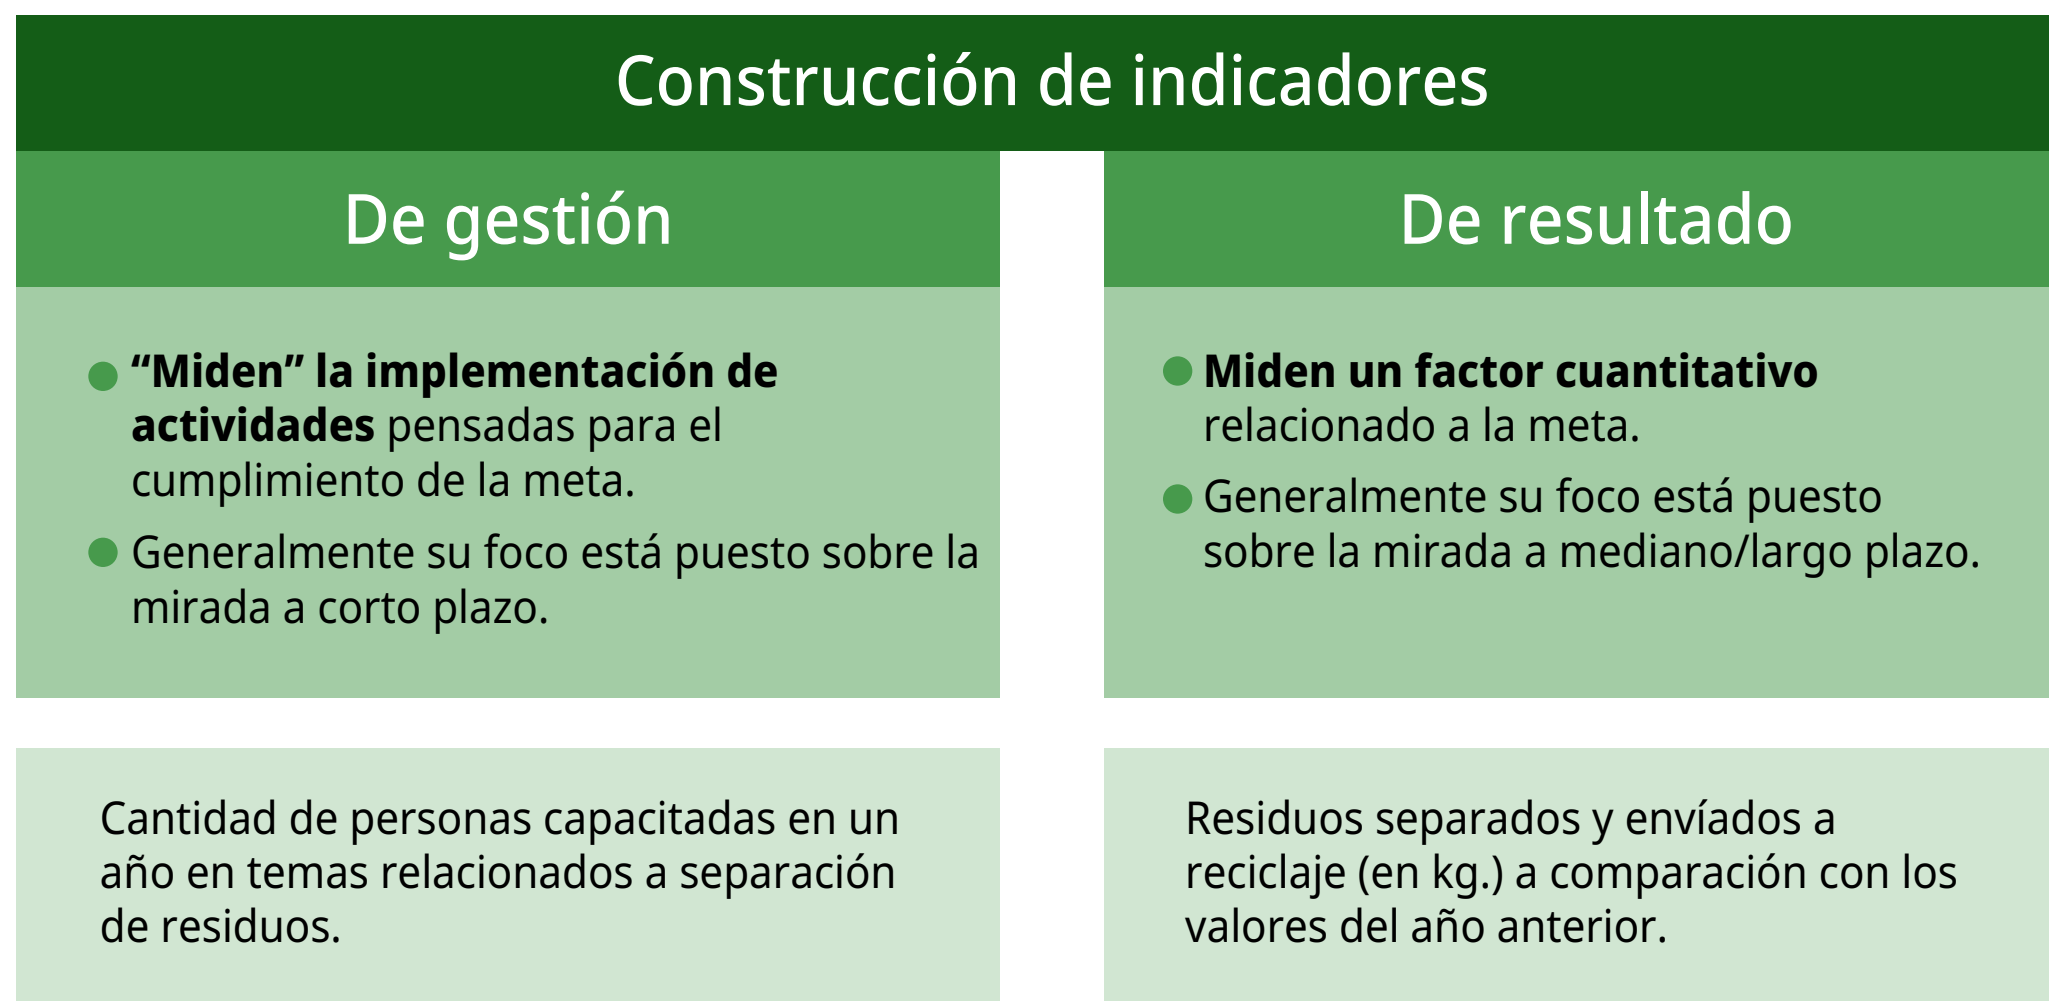 Construcción de indicadores
De gestión
“Miden” la implementación de
actividades pensadas para el
cumplimiento de la meta.
Generalmente su foco está puesto sobre la
mirada a corto plazo.
Cantidad de personas capacitadas en un
año en temas relacionados a separación
de residuos.
De resultado
Miden un factor cuantitativo
relacionado a la meta.
Generalmente su foco está puesto
sobre la mirada a mediano/largo plazo.
Residuos separados y envíados a
reciclaje (en kg.) a comparación con los
valores del año anterior.